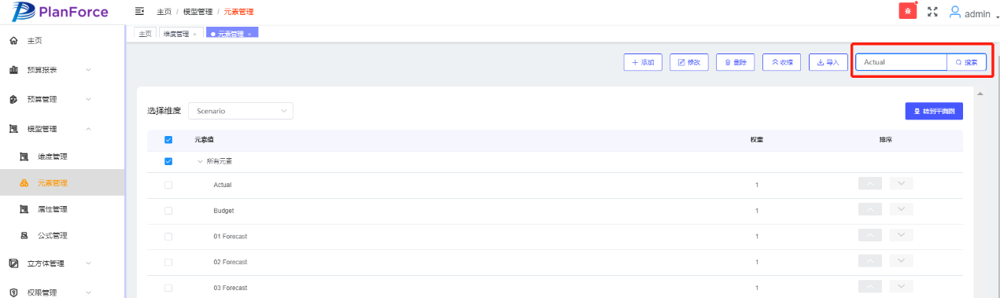 PlanForce
主页 / 模型管理 / 元素管理
admin
主页
维度管理 ×
元素管理 ×
主页
预算报表
预算管理
模型管理
维度管理
元素管理
属性管理
公式管理
立方体管理
权限管理
添加
修改
删除
收缩
导入
Actual
搜索
选择维度
Scenario
转到平面图
元素值 权重 排序
所有元素
Actual 1
Budget 1
01 Forecast 1
02 Forecast 1
03 Forecast 1